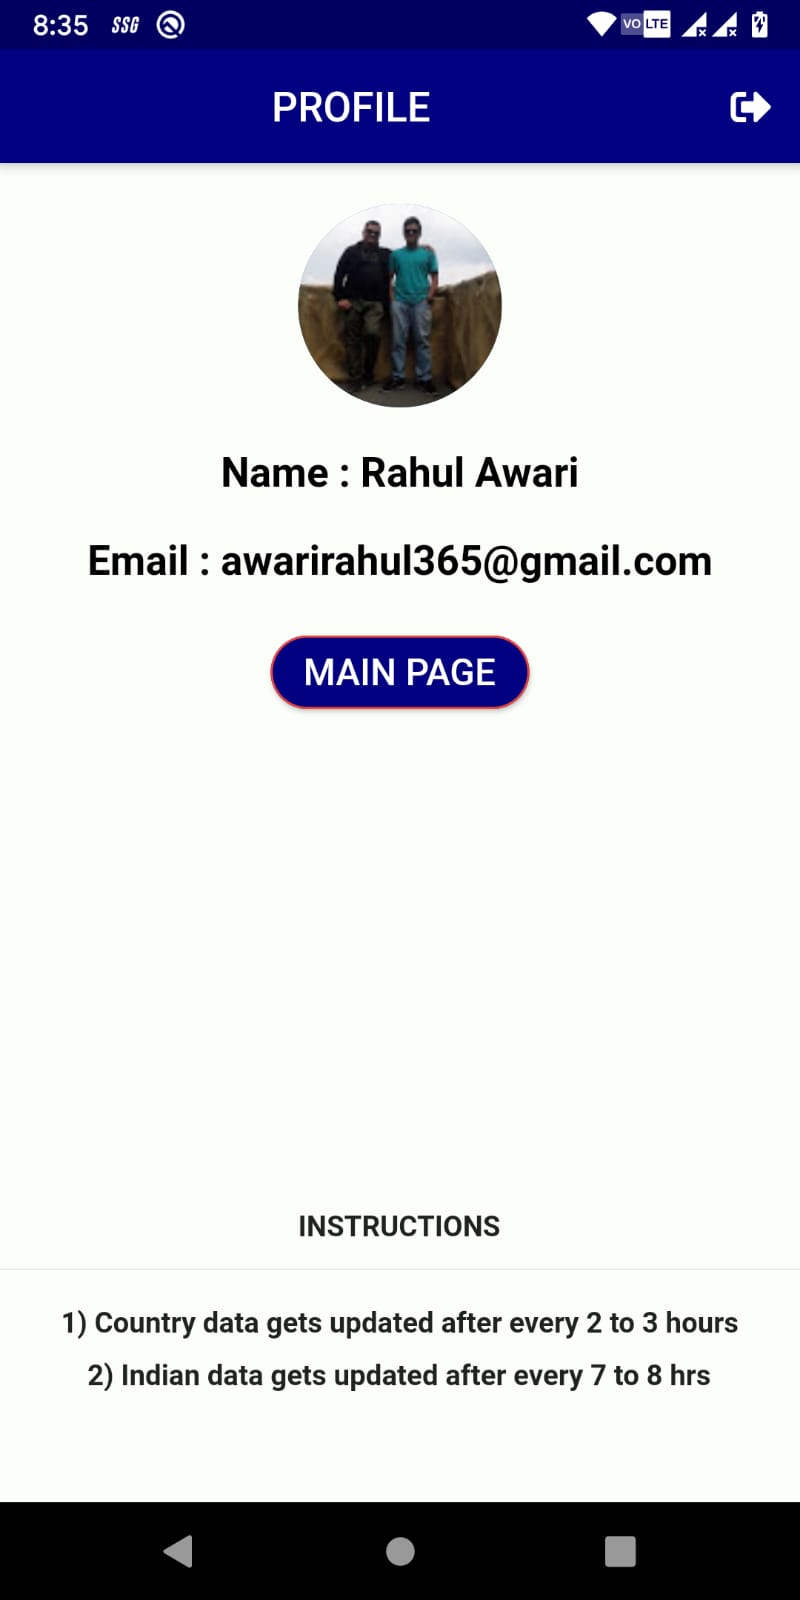 8:35 SSG VO LTE
PROFILE
Name : Rahul Awari
Email : awarirahul365@gmail.com
MAIN PAGE
INSTRUCTIONS
1) Country data gets updated after every 2 to 3 hours
2) Indian data gets updated after every 7 to 8 hrs